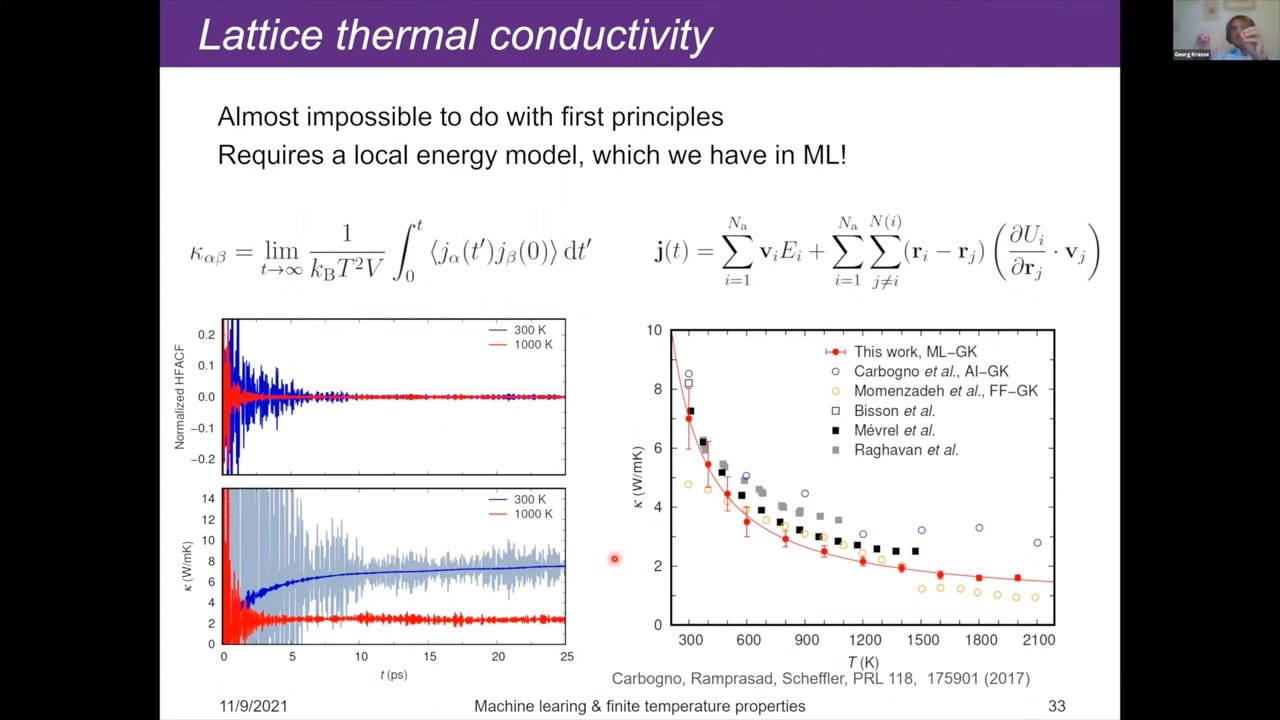 Lattice thermal conductivity
Georg Kresse
Almost impossible to do with first principles
Requires a local energy model, which we have in ML!
κ_αβ = lim_{t→∞} 1/(k_B T² V) ∫_0^t ⟨j_α(t′)j_β(0)⟩ dt′
j(t) = ∑_{i=1}^{N_a} v_i E_i + ∑_{i=1}^{N_a} ∑_{j≠i}^{N(i)} (r_i − r_j) (∂U_i/∂r_j · v_j)
Normalized HFACF
0.2
0.1
0.0
−0.1
−0.2
300 K
1000 K
κ (W/mK)
14
12
10
8
6
4
2
0
300 K
1000 K
0 5 10 15 20 25
t (ps)
κ (W/mK)
10
8
6
4
2
0
This work, ML−GK
Carbogno et al., AI−GK
Momenzadeh et al., FF−GK
Bisson et al.
Mévrel et al.
Raghavan et al.
300 600 900 1200 1500 1800 2100
T (K)
Carbogno, Ramprasad, Scheffler, PRL 118, 175901 (2017)
11/9/2021 Machine learing & finite temperature properties 33